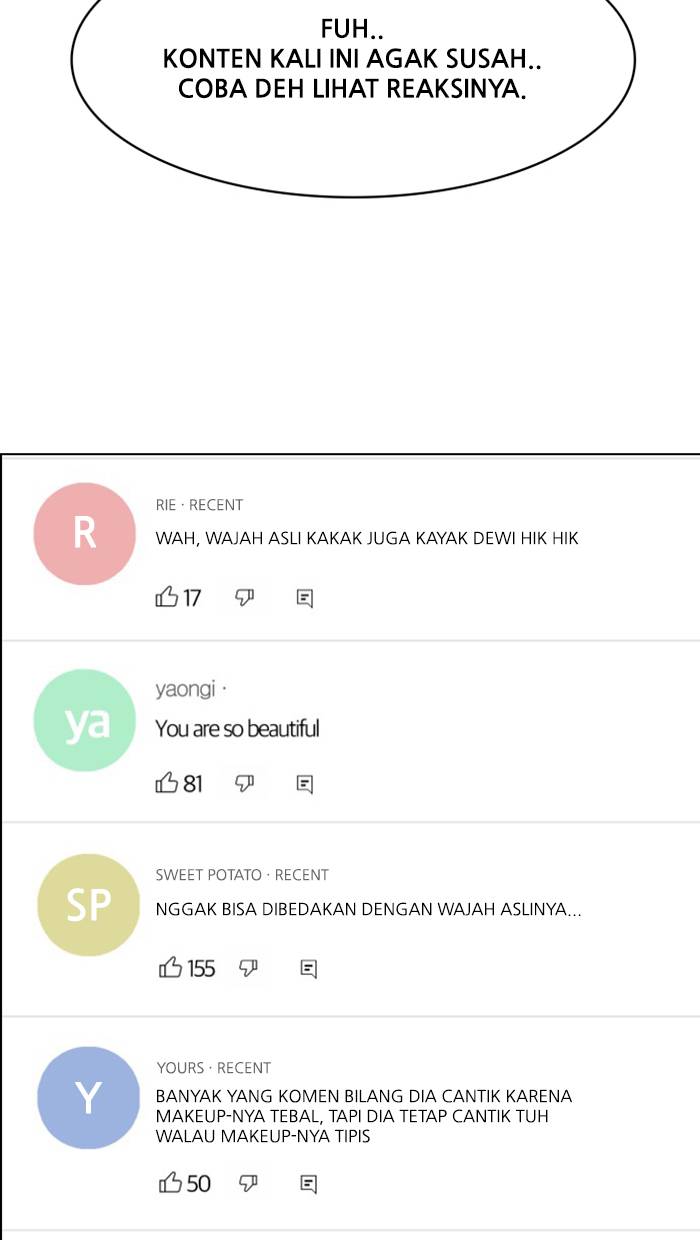 FUH..
KONTEN KALI INI AGAK SUSAH..
COBA DEH LIHAT REAKSINYA.
R
RIE · RECENT
WAH, WAJAH ASLI KAKAK JUGA KAYAK DEWI HIK HIK
17
ya
yaongi ·
You are so beautiful
81
SP
SWEET POTATO · RECENT
NGGAK BISA DIBEDAKAN DENGAN WAJAH ASLINYA...
155
Y
YOURS · RECENT
BANYAK YANG KOMEN BILANG DIA CANTIK KARENA
MAKEUP-NYA TEBAL, TAPI DIA TETAP CANTIK TUH
WALAU MAKEUP-NYA TIPIS
50